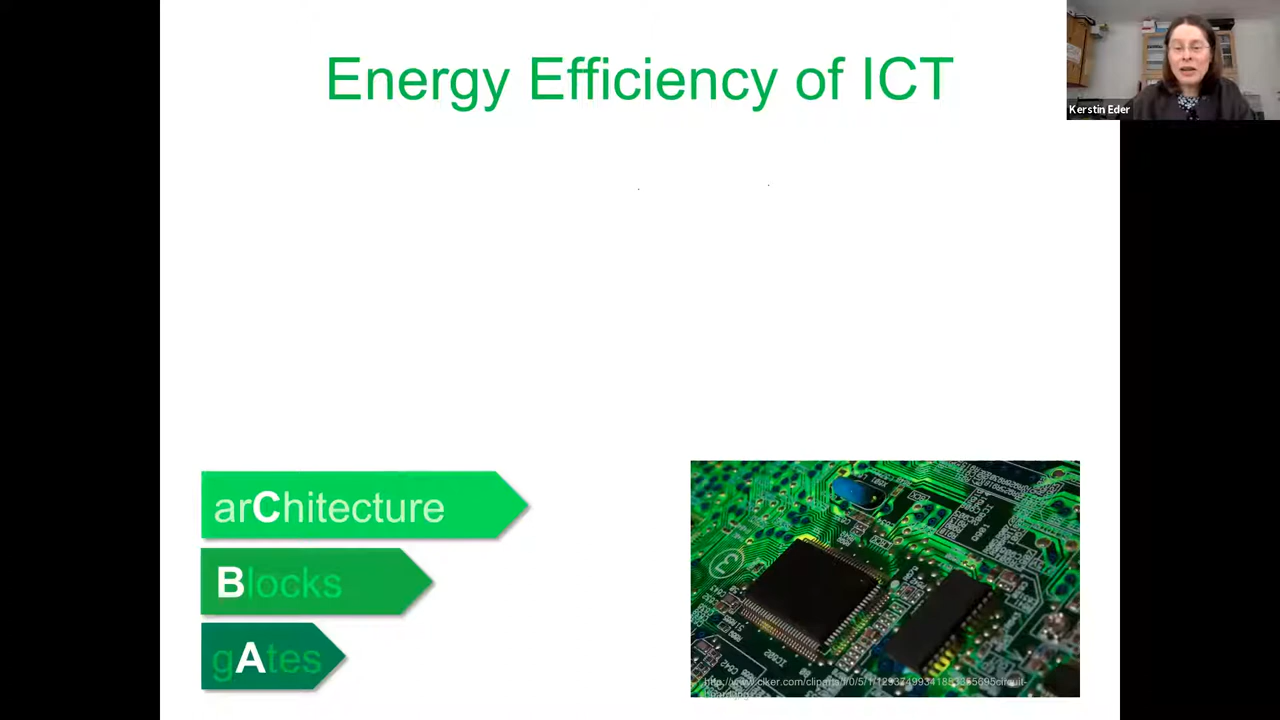 Energy Efficiency of ICT
Kerstin Eder
arChitecture
Blocks
gAtes